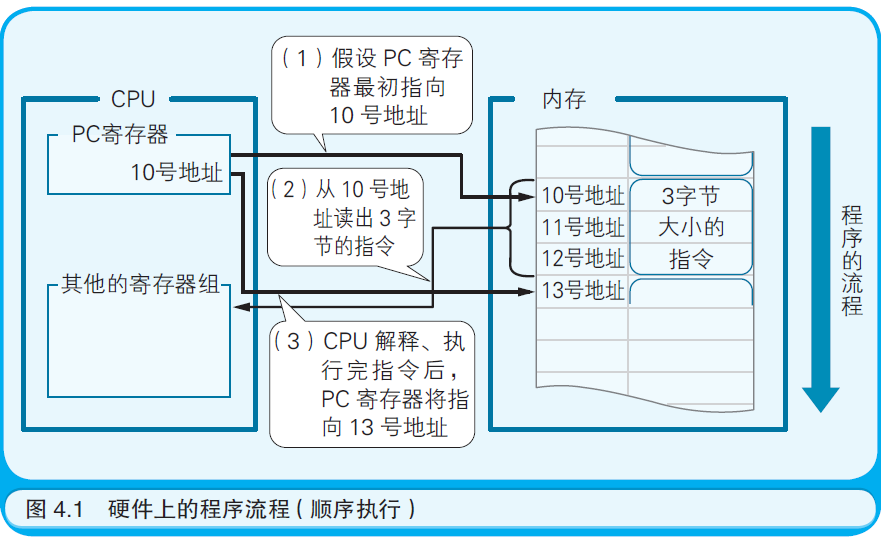 CPU
PC寄存器
10号地址
其他的寄存器组
（1）假设 PC 寄存
器最初指向
10 号地址
（2）从 10 号地
址读出 3 字
节的指令
（3）CPU 解释、执
行完指令后，
PC 寄存器将指
向 13 号地址
内存
10号地址 3字节
11号地址 大小的
12号地址 指令
13号地址
程序的流程
图 4.1 硬件上的程序流程（顺序执行）